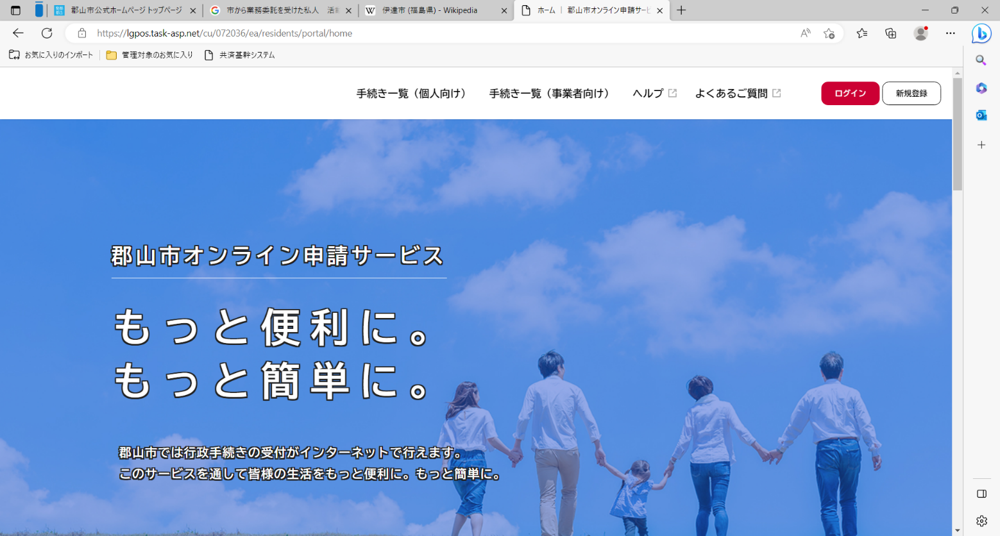 郡山市公式ホームページ トップページ
市から業務委託を受けた私人 活
伊達市 (福島県) - Wikipedia
ホーム | 郡山市オンライン申請サービ
https://lgpos.task-asp.net/cu/072036/ea/residents/portal/home
お気に入りのインポート
管理対象のお気に入り
共済基幹システム
手続き一覧（個人向け）
手続き一覧（事業者向け）
ヘルプ
よくあるご質問
ログイン
新規登録
郡山市オンライン申請サービス
もっと便利に。
もっと簡単に。
郡山市では行政手続きの受付がインターネットで行えます。
このサービスを通して皆様の生活をもっと便利に。もっと簡単に。